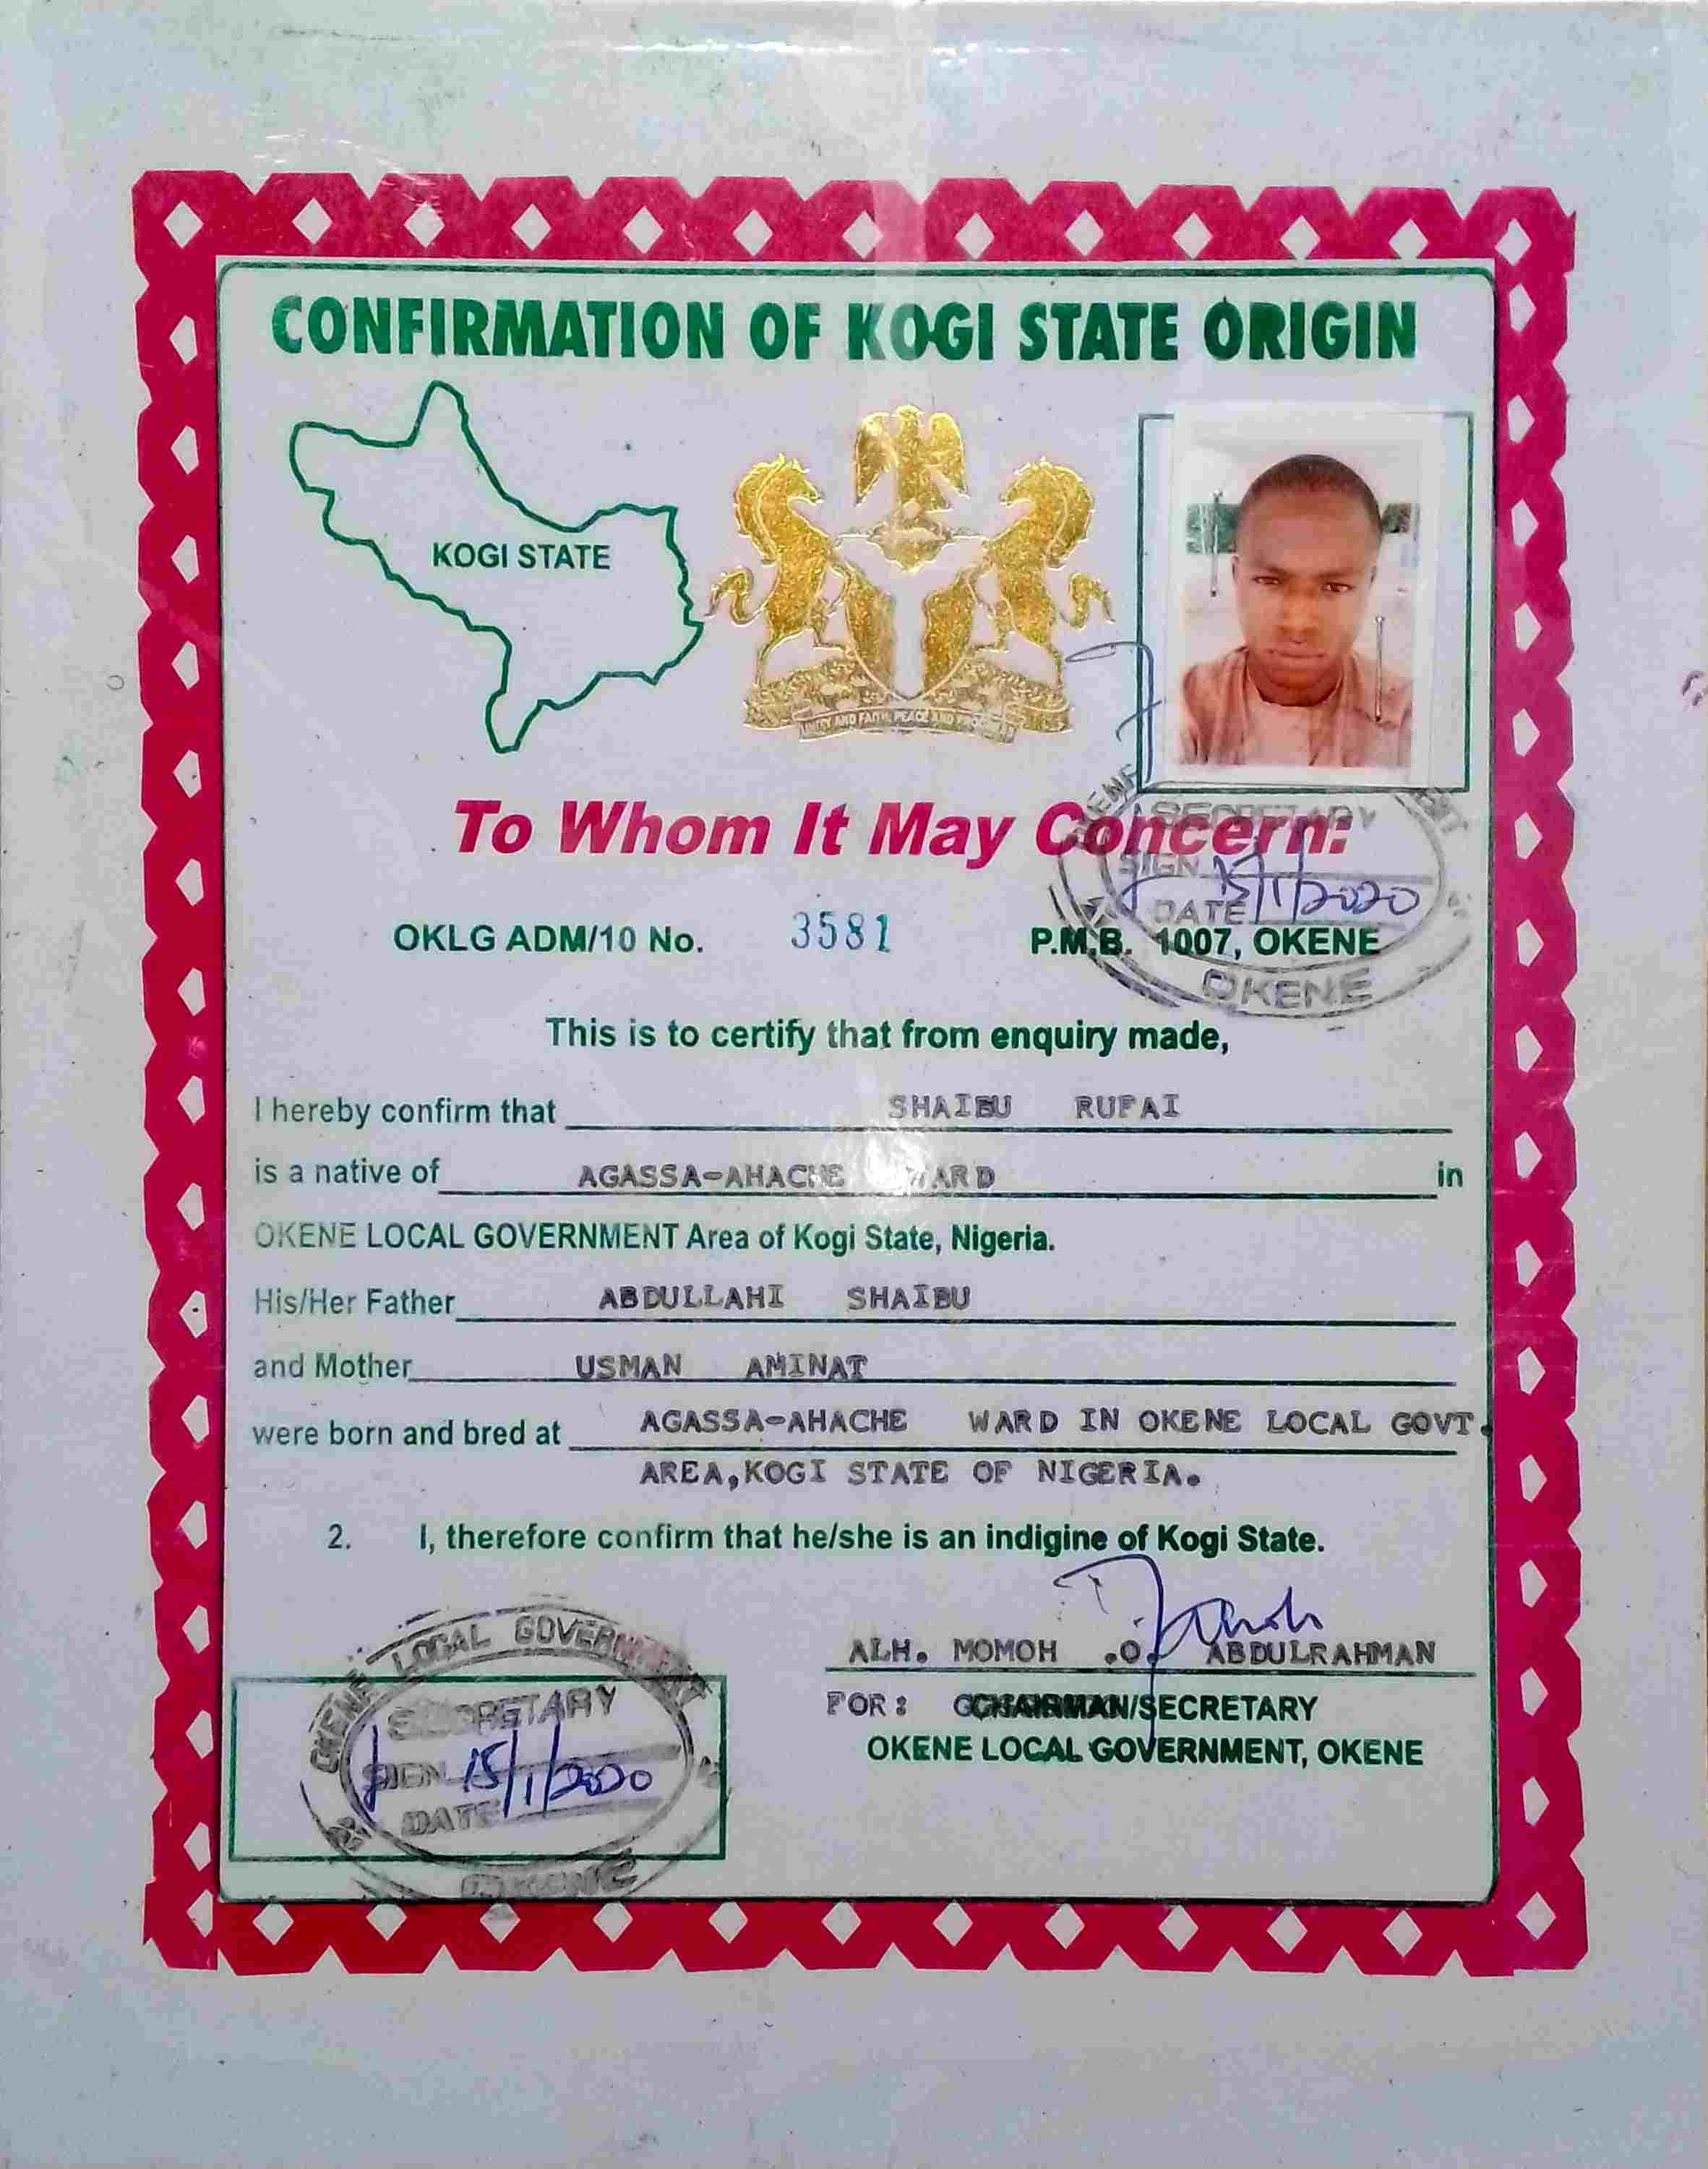 CONFIRMATION OF KOGI STATE ORIGIN
KOGI STATE
UNITY AND FAITH, PEACE AND
To Whom It May Concern:
SECRETARY
SIGN
15/1/2020
DATE
OKLG ADM/10 No. 3581 P.M.B. 1007, OKENE
OKENE
This is to certify that from enquiry made,
I hereby confirm that SHAIBU RUFAI
is a native of AGASSA-AHACHE WARD in
OKENE LOCAL GOVERNMENT Area of Kogi State, Nigeria.
His/Her Father ABDULLAHI SHAIBU
and Mother USMAN AMINAT
were born and bred at AGASSA-AHACHE WARD IN OKENE LOCAL GOVT.
AREA,KOGI STATE OF NIGERIA.
2. I, therefore confirm that he/she is an indigine of Kogi State.
ALH. MOMOH .O. ABDULRAHMAN
FOR: CHAIRMAN/SECRETARY
OKENE LOCAL GOVERNMENT, OKENE
OKENE LOCAL GOVERNMENT
SECRETARY
SIGN 15/1/2020
DATE
OKENE